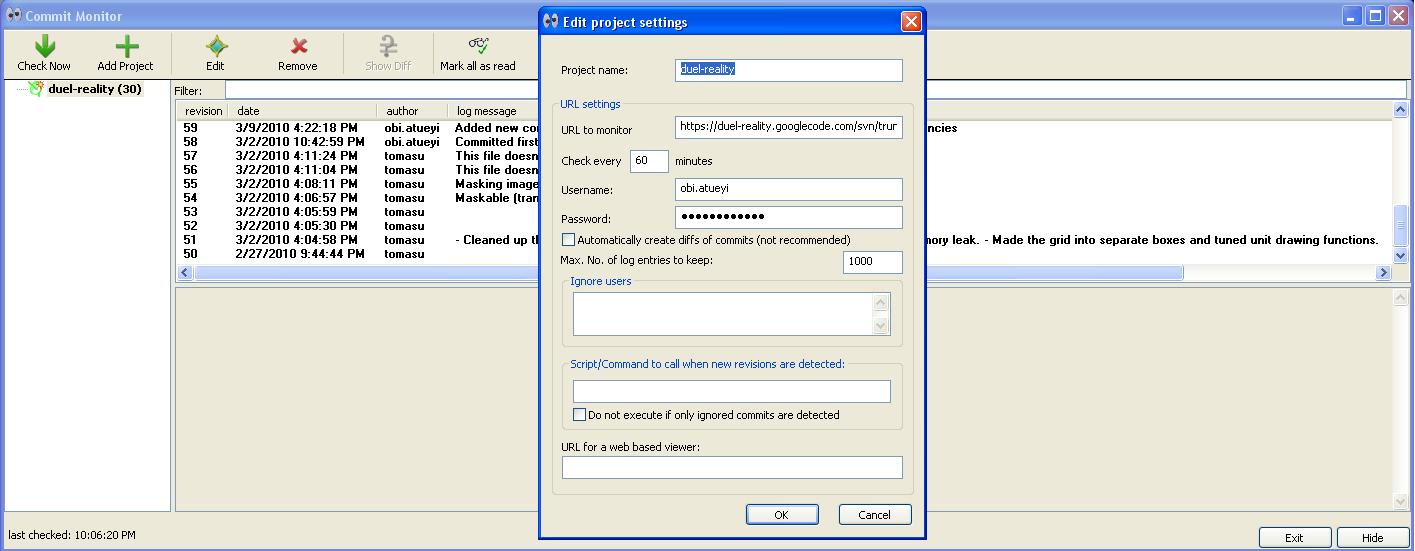 Commit Monitor
Check Now Add Project Edit Remove Show Diff Mark all as read
duel-reality (30)
Filter:
revision date author log message
59 3/9/2010 4:22:18 PM obi.atueyi Added new ncies
58 3/2/2010 10:42:59 PM obi.atueyi Committed first
57 3/2/2010 4:11:24 PM tomasu This file doesn
56 3/2/2010 4:11:04 PM tomasu This file doesn
55 3/2/2010 4:08:11 PM tomasu Masking image
54 3/2/2010 4:06:57 PM tomasu Maskable (tran
53 3/2/2010 4:05:59 PM tomasu
52 3/2/2010 4:05:30 PM tomasu
51 3/2/2010 4:04:58 PM tomasu - Cleaned up mory leak. - Made the grid into separate boxes and tuned unit drawing functions.
50 2/27/2010 9:44:44 PM tomasu
last checked: 10:06:20 PM
Exit Hide
Edit project settings
Project name: duel-reality
URL settings
URL to monitor https://duel-reality.googlecode.com/svn/trur
Check every 60 minutes
Username: obi.atueyi
Password: ●●●●●●●●●●●●
Automatically create diffs of commits (not recommended)
Max. No. of log entries to keep: 1000
Ignore users
Script/Command to call when new revisions are detected:
Do not execute if only ignored commits are detected
URL for a web based viewer:
OK Cancel